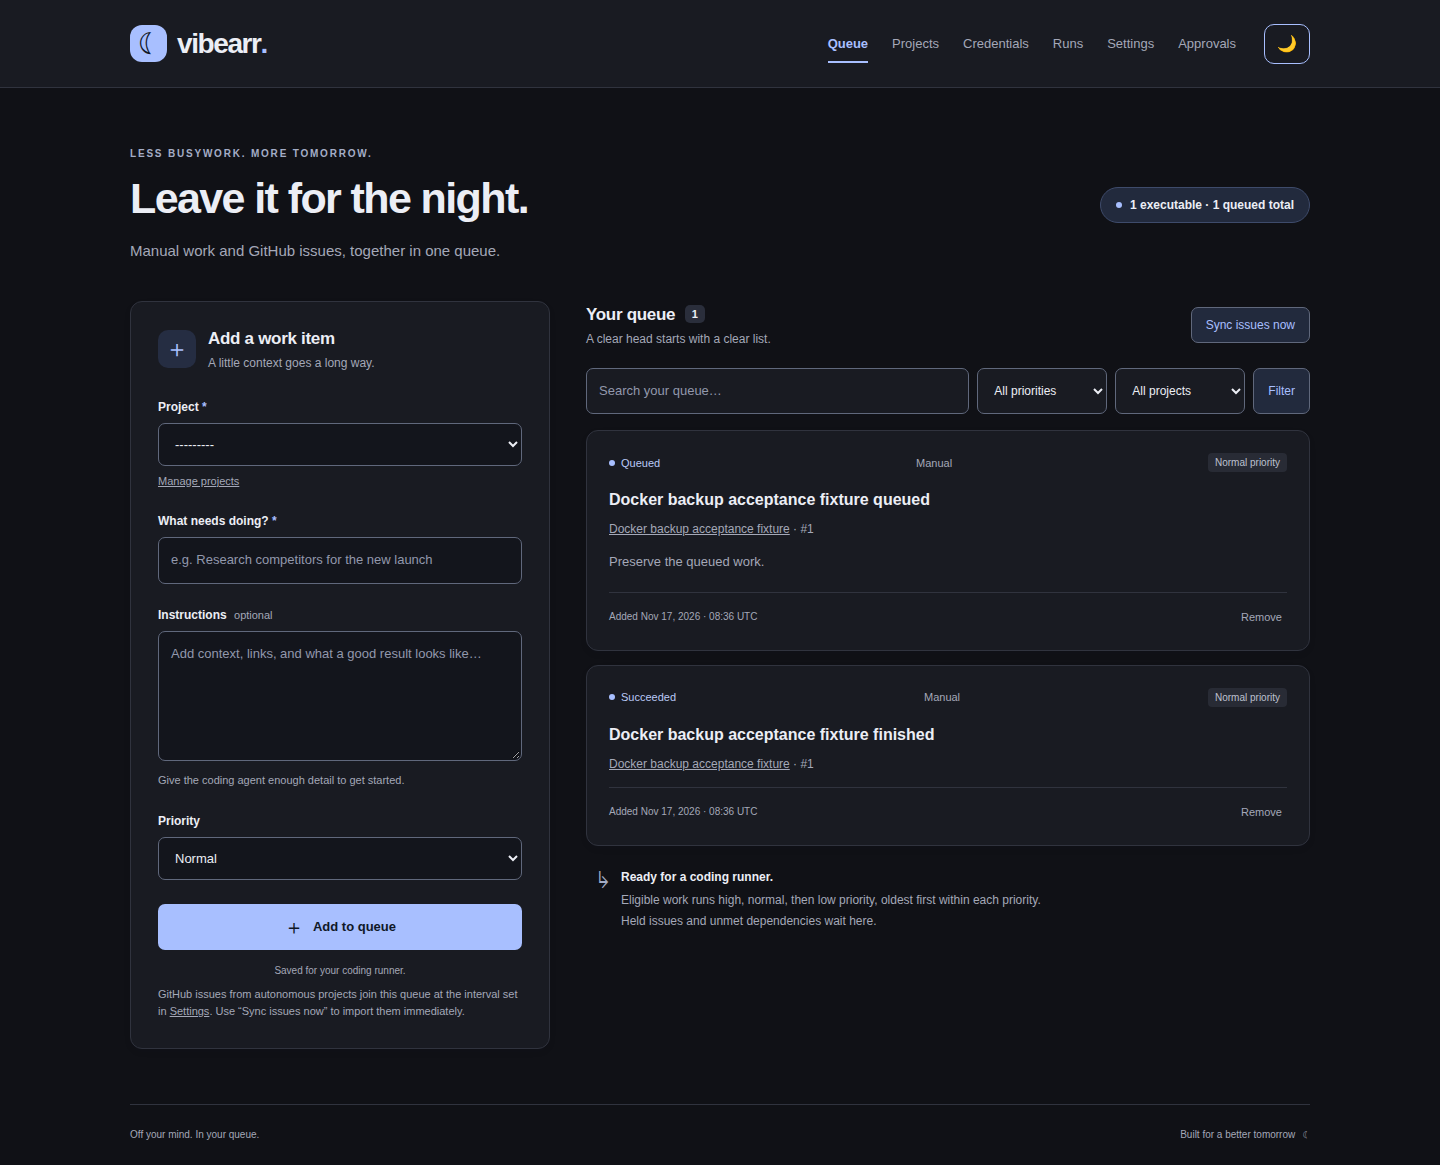 vibearr.
Queue Projects Credentials Runs Settings Approvals
LESS BUSYWORK. MORE TOMORROW.
Leave it for the night.
1 executable · 1 queued total
Manual work and GitHub issues, together in one queue.
Add a work item
A little context goes a long way.
Project *
---------
Manage projects
What needs doing? *
e.g. Research competitors for the new launch
Instructions optional
Add context, links, and what a good result looks like…
Give the coding agent enough detail to get started.
Priority
Normal
+ Add to queue
Saved for your coding runner.
GitHub issues from autonomous projects join this queue at the interval set
in Settings. Use “Sync issues now” to import them immediately.
Your queue 1
A clear head starts with a clear list.
Sync issues now
Search your queue…
All priorities
All projects
Filter
Queued Manual Normal priority
Docker backup acceptance fixture queued
Docker backup acceptance fixture · #1
Preserve the queued work.
Added Nov 17, 2026 · 08:36 UTC Remove
Succeeded Manual Normal priority
Docker backup acceptance fixture finished
Docker backup acceptance fixture · #1
Added Nov 17, 2026 · 08:36 UTC Remove
Ready for a coding runner.
Eligible work runs high, normal, then low priority, oldest first within each priority.
Held issues and unmet dependencies wait here.
Off your mind. In your queue.
Built for a better tomorrow ☾